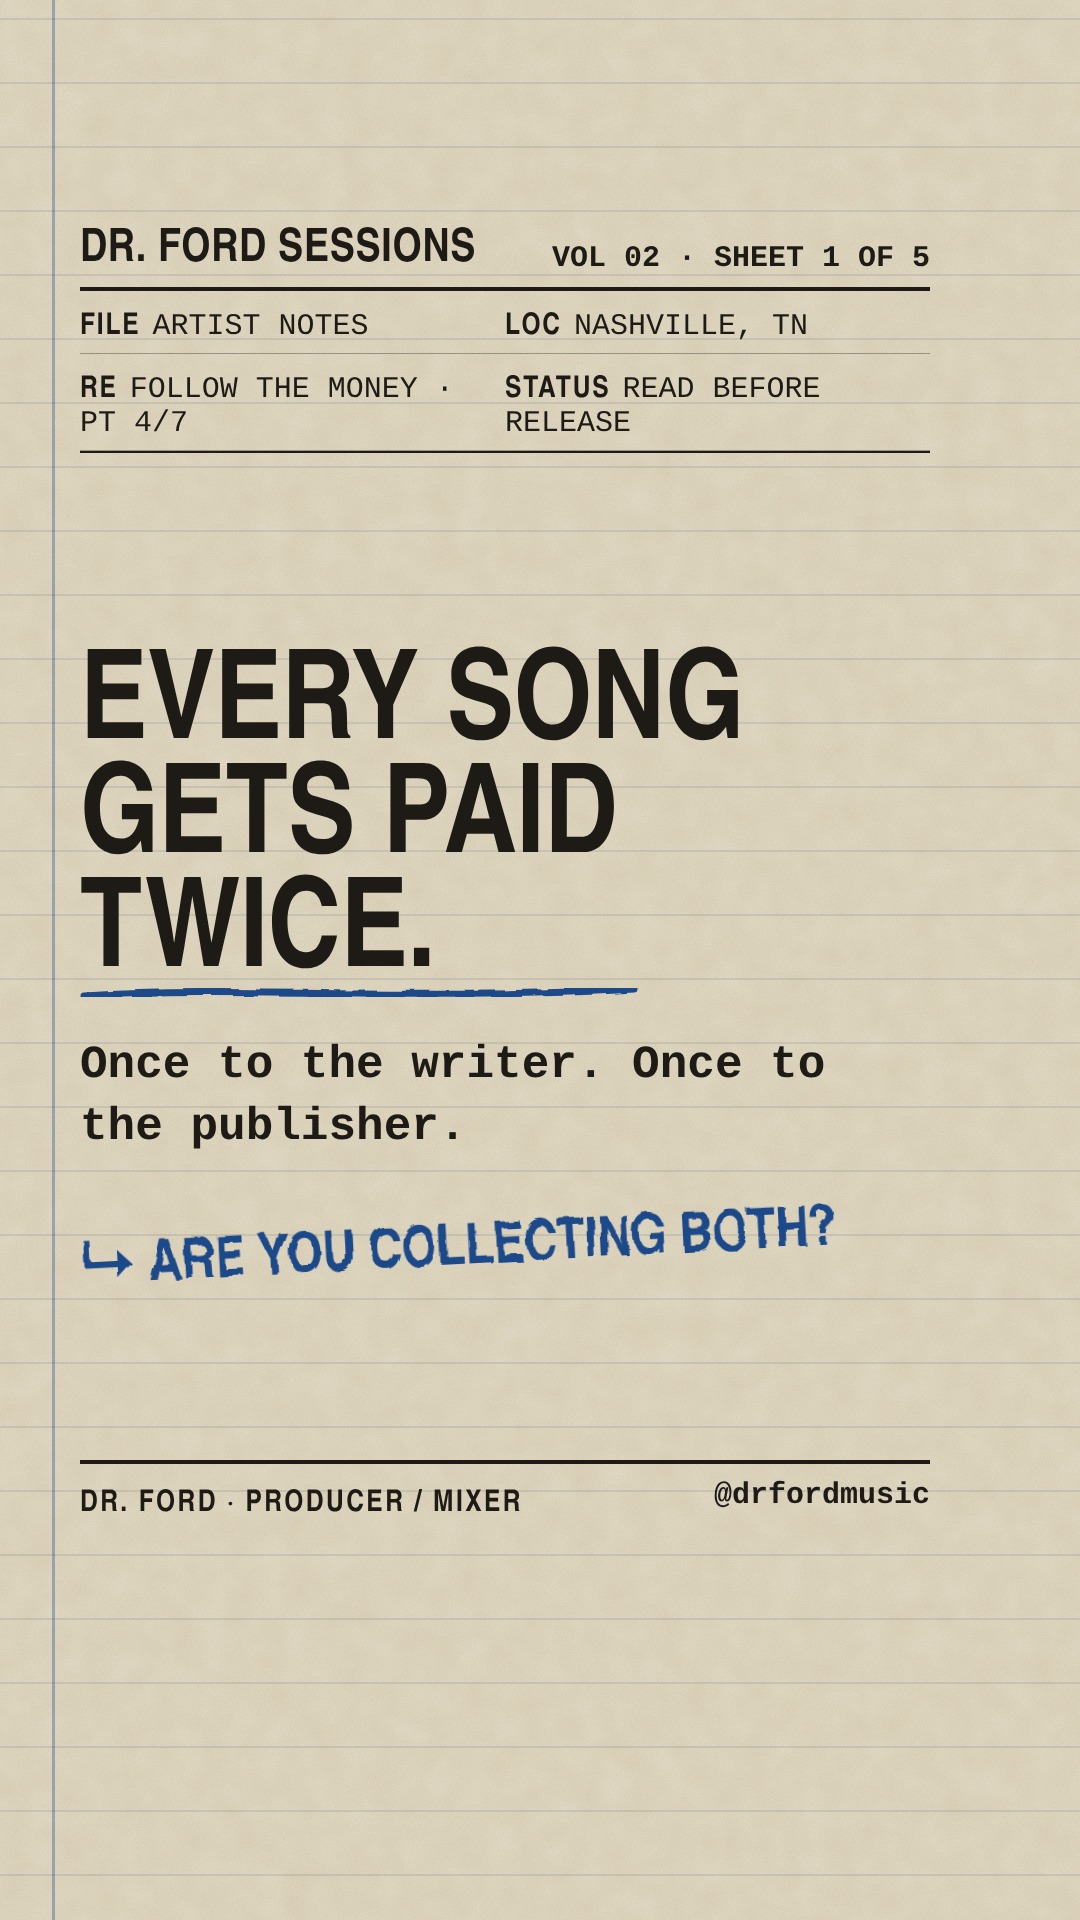 DR. FORD SESSIONS VOL 02 · SHEET 1 OF 5
FILE ARTIST NOTES LOC NASHVILLE, TN
RE FOLLOW THE MONEY · PT 4/7
STATUS READ BEFORE RELEASE
EVERY SONG
GETS PAID
TWICE.
Once to the writer. Once to
the publisher.
↳ ARE YOU COLLECTING BOTH?
DR. FORD · PRODUCER / MIXER @drfordmusic